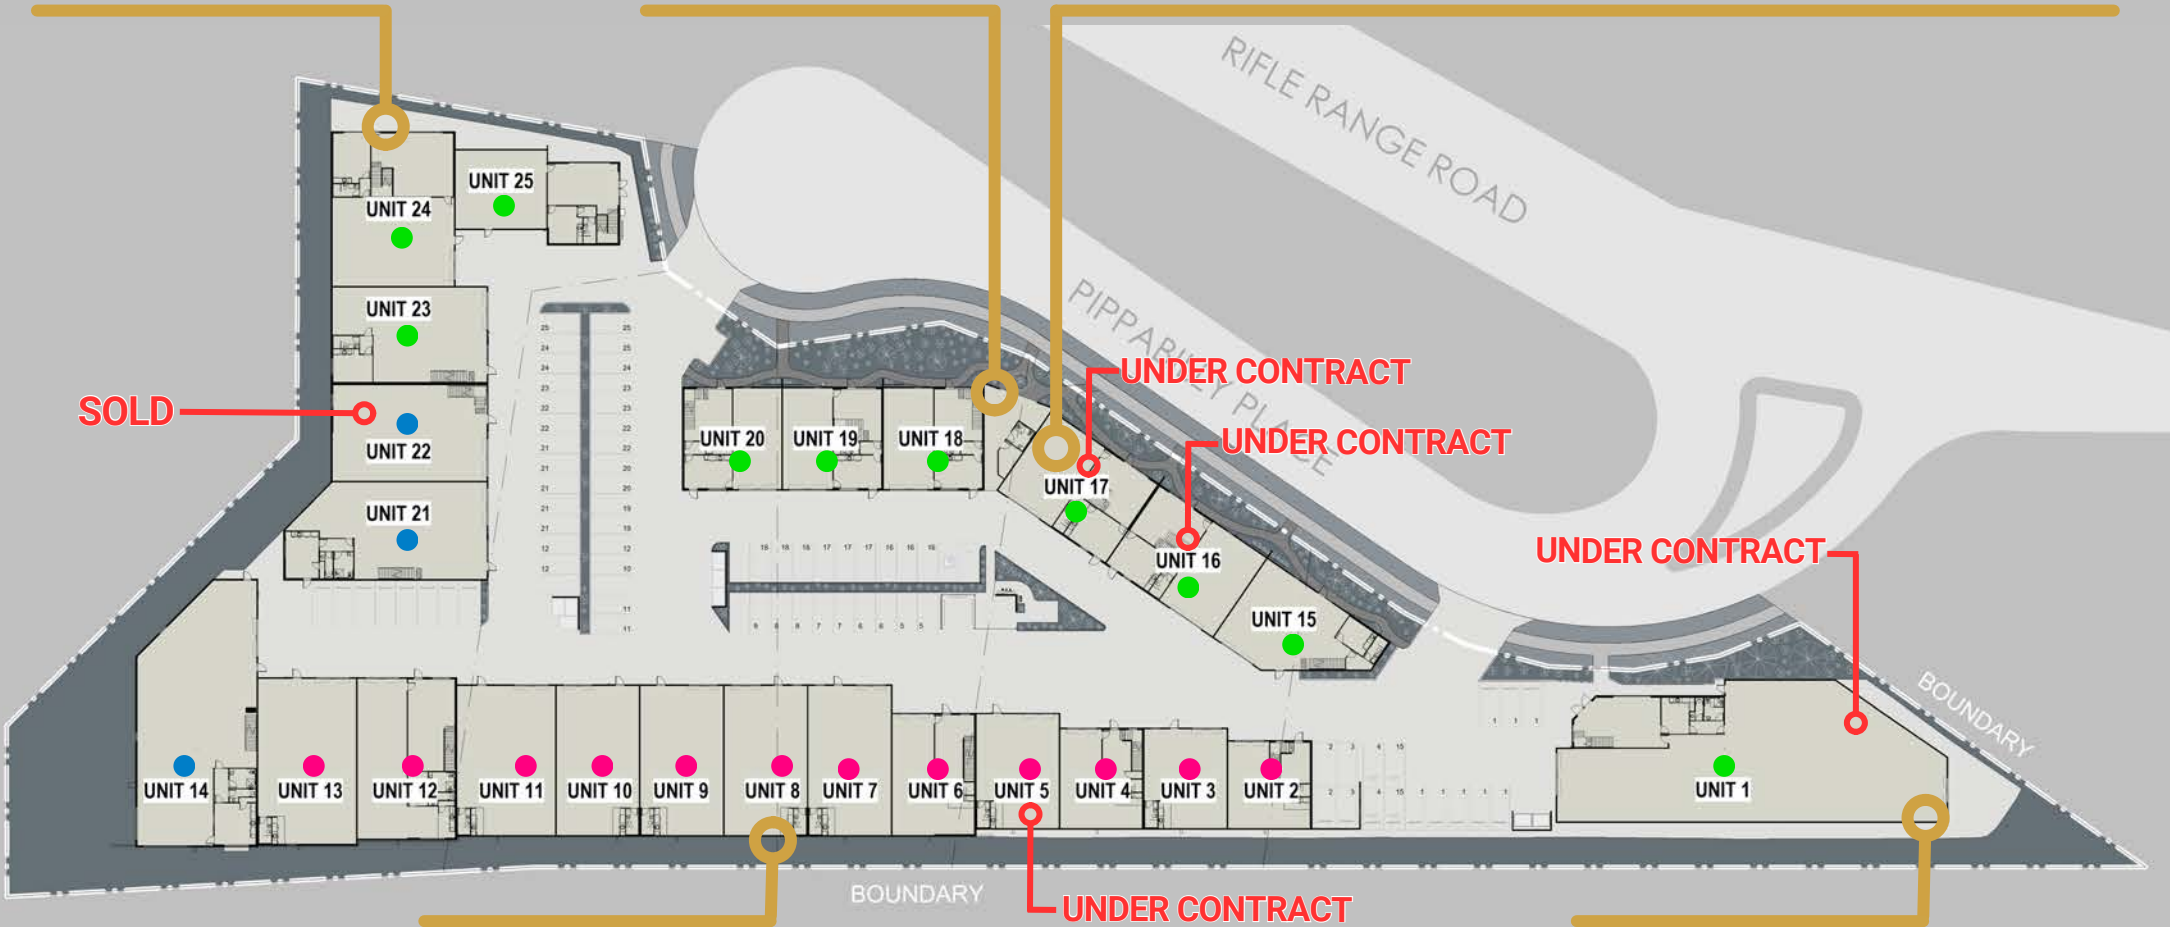 RIFLE RANGE ROAD
PIPPABILLY PLACE
UNIT 25
UNIT 24
UNIT 23
SOLD
UNIT 22
UNIT 21
UNIT 20
UNIT 19
UNIT 18
UNDER CONTRACT
UNIT 17
UNDER CONTRACT
UNIT 16
UNIT 15
UNDER CONTRACT
BOUNDARY
UNIT 14
UNIT 13
UNIT 12
UNIT 11
UNIT 10
UNIT 9
UNIT 8
UNIT 7
UNIT 6
UNIT 5
UNIT 4
UNIT 3
UNIT 2
UNIT 1
BOUNDARY
UNDER CONTRACT